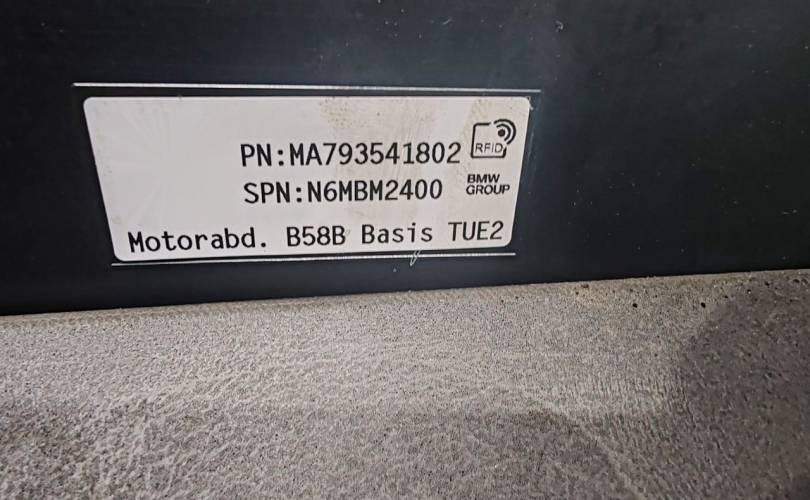 PN:MA793541802
RFID
SPN:N6MBM2400
BMW
GROUP
Motorabd. B58B Basis TUE2